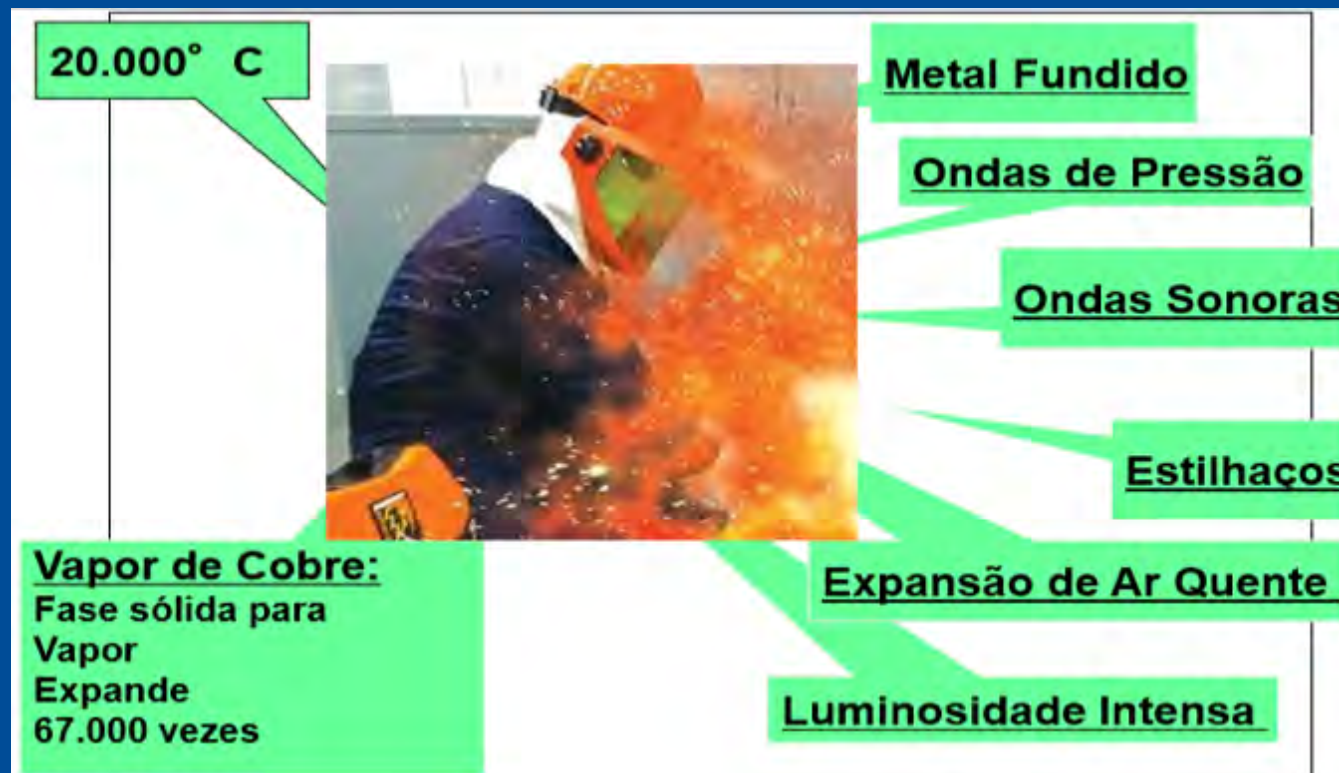 20.000° C
Metal Fundido
Ondas de Pressão
Ondas Sonoras
Estilhaços
Expansão de Ar Quente
Luminosidade Intensa
Vapor de Cobre:
Fase sólida para
Vapor
Expande
67.000 vezes